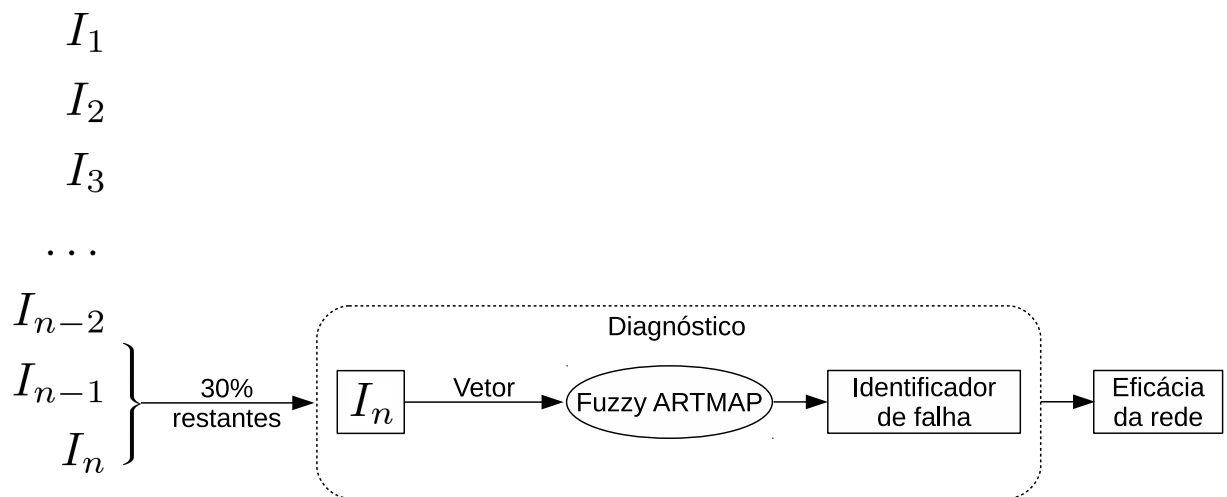 I_1
I_2
I_3
...
I_{n-2}
I_{n-1}
I_n
30%
restantes
Diagnóstico
I_n
Vetor
Fuzzy ARTMAP
Identificador
de falha
Eficácia
da rede